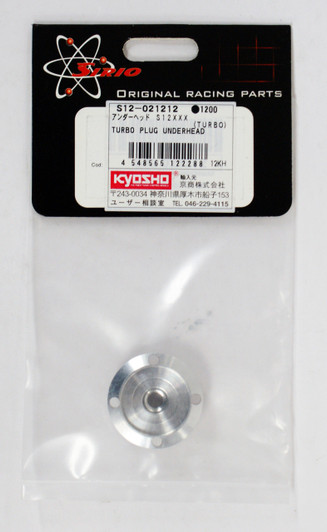 SIRIO
ORIGINAL RACING PARTS
S12-021212 ●1200
アンダーヘッド S12XXX
(TURBO)
TURBO PLUG UNDERHEAD
Cod.
4 548565 122288 12KH
KYOSHO® 輸入元
京商株式会社
〒243-0034 神奈川県厚木市船子153
ユーザー相談室 TEL.046-229-4115